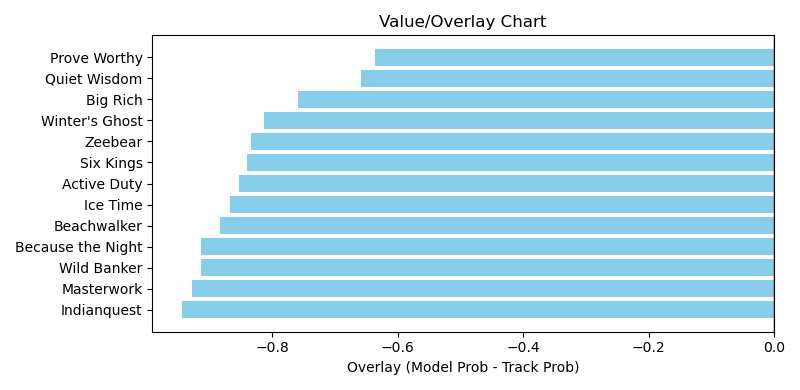 Value/Overlay Chart
Prove Worthy
Quiet Wisdom
Big Rich
Winter's Ghost
Zeebear
Six Kings
Active Duty
Ice Time
Beachwalker
Because the Night
Wild Banker
Masterwork
Indianquest
−0.8 −0.6 −0.4 −0.2 0.0
Overlay (Model Prob - Track Prob)